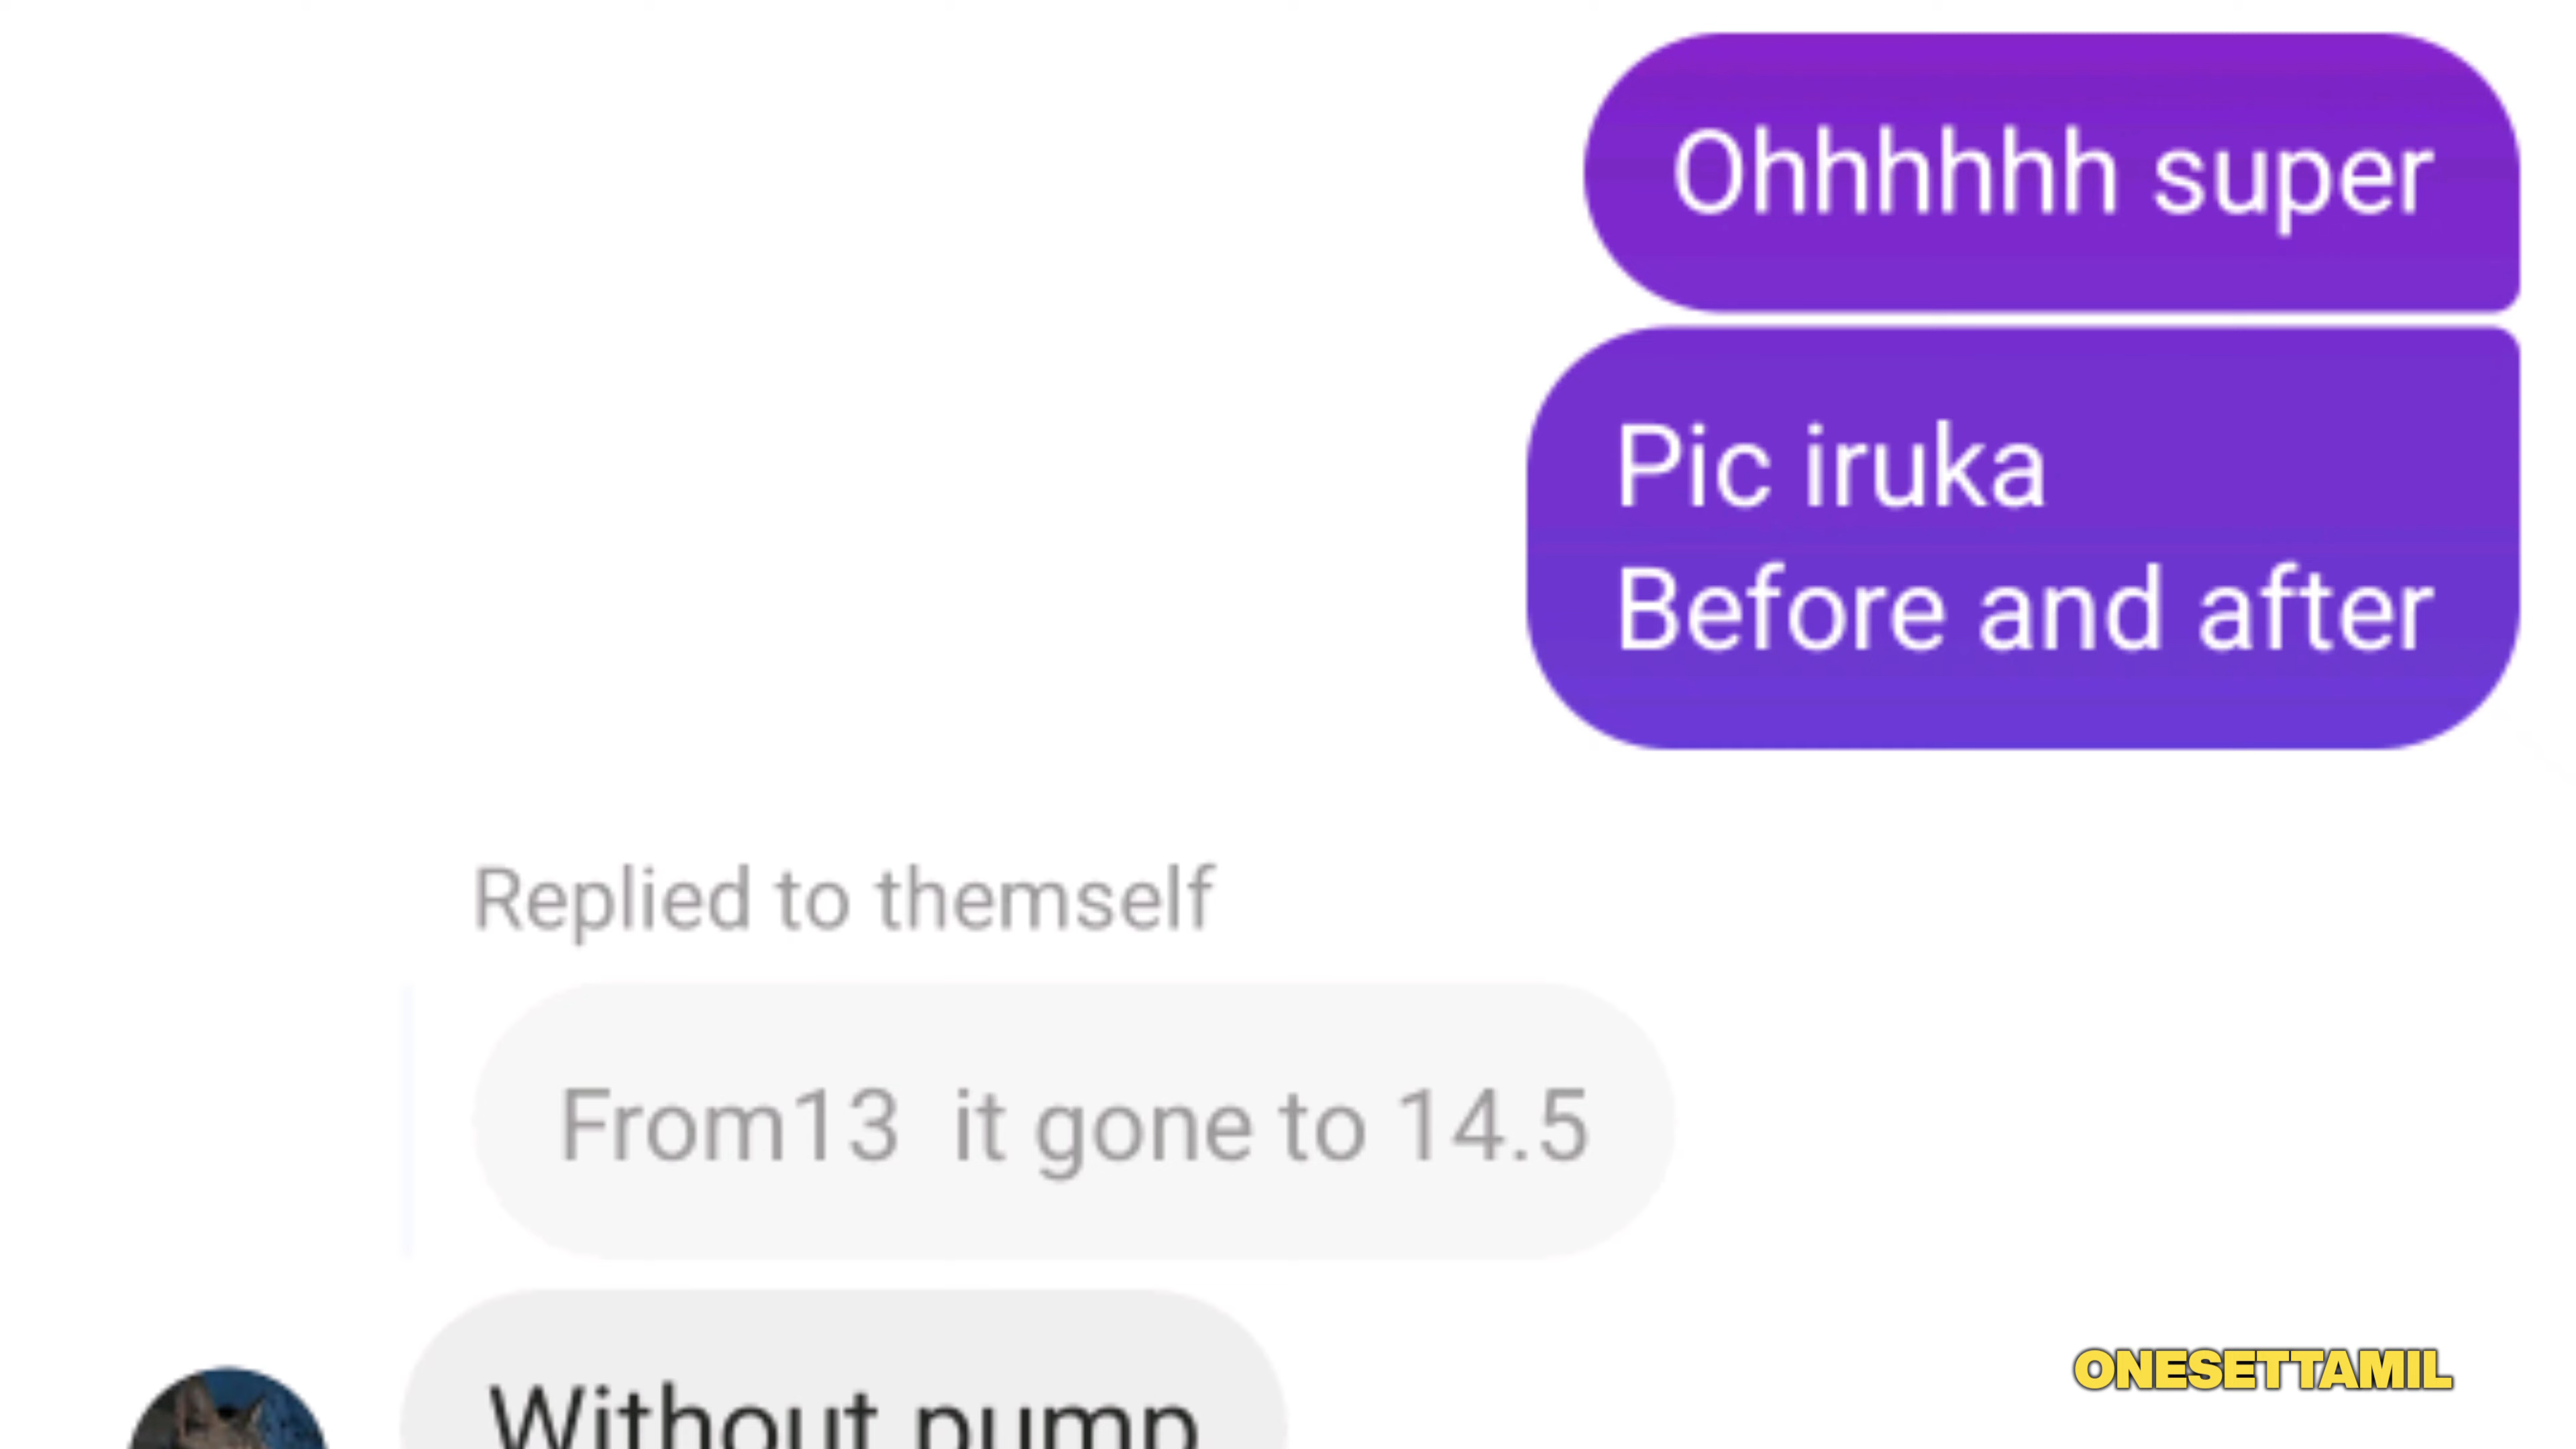 Ohhhhhh super
Pic iruka
Before and after
Replied to themself
From13  it gone to 14.5
Without pump
ONESETTAMIL